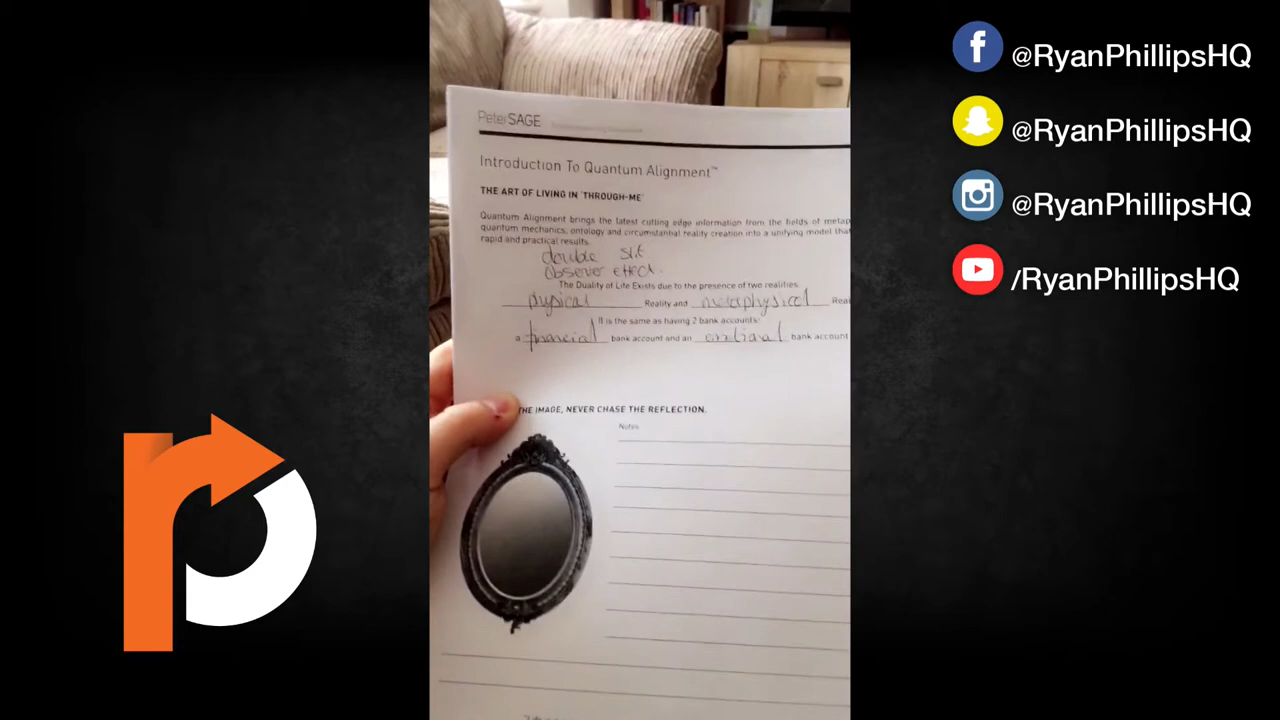 PeterSAGE
Introduction To Quantum Alignment™
THE ART OF LIVING IN 'THROUGH-ME'
Quantum Alignment brings the latest cutting edge information from the fields of metap
quantum mechanics, ontology and circumstantial reality creation into a unifying model that
rapid and practical results.
double slit
observer effect
The Duality of Life Exists due to the presence of two realities.
physical Reality and metaphysical Real
It is the same as having 2 bank accounts:
a financial bank account and an emotional bank account
THE IMAGE, NEVER CHASE THE REFLECTION.
Notes
@RyanPhillipsHQ
@RyanPhillipsHQ
@RyanPhillipsHQ
/RyanPhillipsHQ